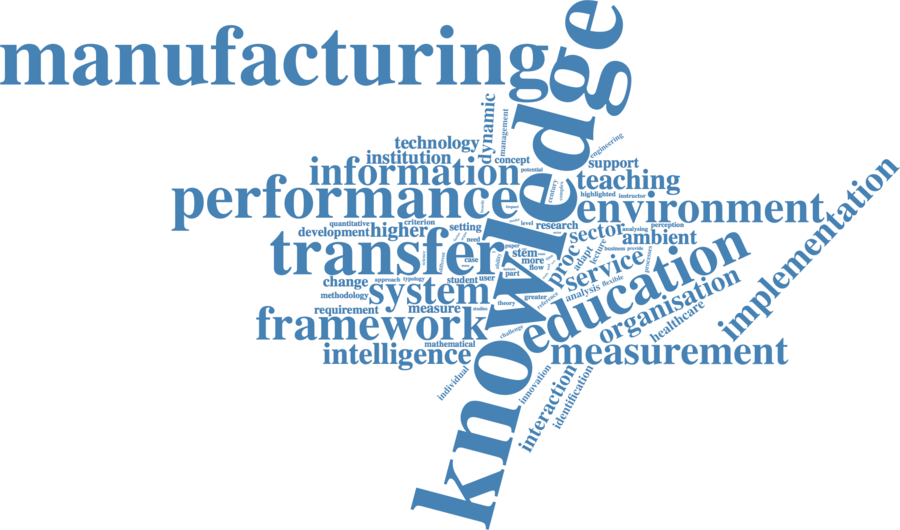 manufacturing
knowledge
dynamic
management
engineering
technology
institution
concept
potential
support
information
century
complex
teaching
performance
highlighted
instructor
implementation
environment
quantitative
criterion
level
research
analysing
perception
development
higher
setting
sector
ambient
need
paper
transfer
stem
proc
adapt
lecture
business
provide
processes
case
more
service
education
change
approach
typology
student
user
part
flow
system
analysis
flexible
organisation
methodology
theory
greater
requirement
measure
studies
healthcare
framework
challenge
mathematical
intelligence
measurement
individual
innovation
interaction
identification